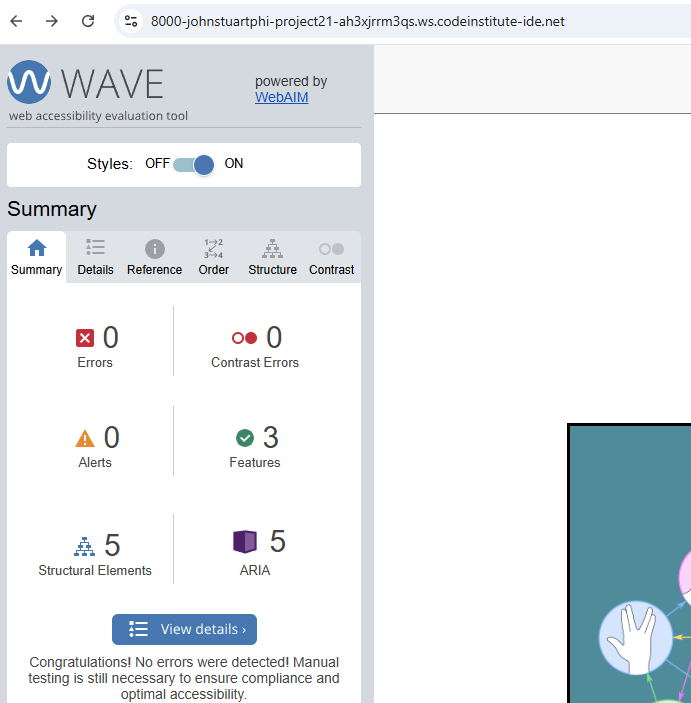 8000-johnstuartphi-project21-ah3xjrrm3qs.ws.codeinstitute-ide.net
WAVE
web accessibility evaluation tool
powered by
WebAIM
Styles: OFF ON
Summary
Summary Details Reference Order Structure Contrast
0
Errors
0
Contrast Errors
0
Alerts
3
Features
5
Structural Elements
5
ARIA
View details ›
Congratulations! No errors were detected! Manual
testing is still necessary to ensure compliance and
optimal accessibility.